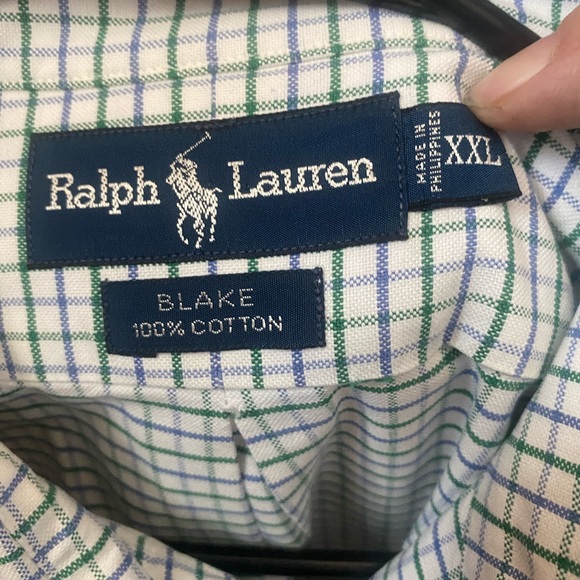 Ralph Lauren
MADE IN
PHILIPPINES
XXL
BLAKE
100% COTTON